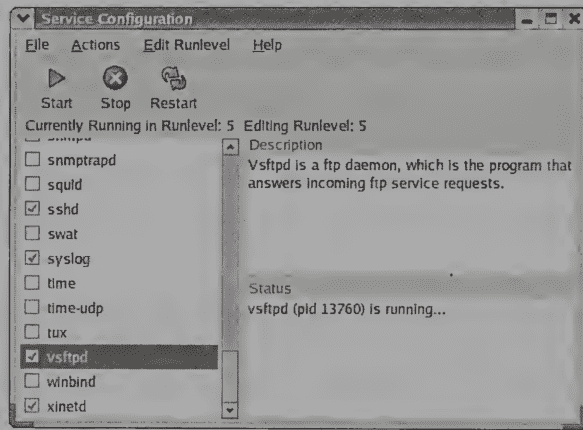 Service Configuration
File Actions Edit Runlevel Help
Start Stop Restart
Currently Running in Runlevel: 5 Editing Runlevel: 5
snmptrapd
squid
sshd
swat
syslog
time
time-udp
tux
vsftpd
winbind
xinetd
Description
Vsftpd is a ftp daemon, which is the program that
answers incoming ftp service requests.
Status
vsftpd (pid 13760) is running...